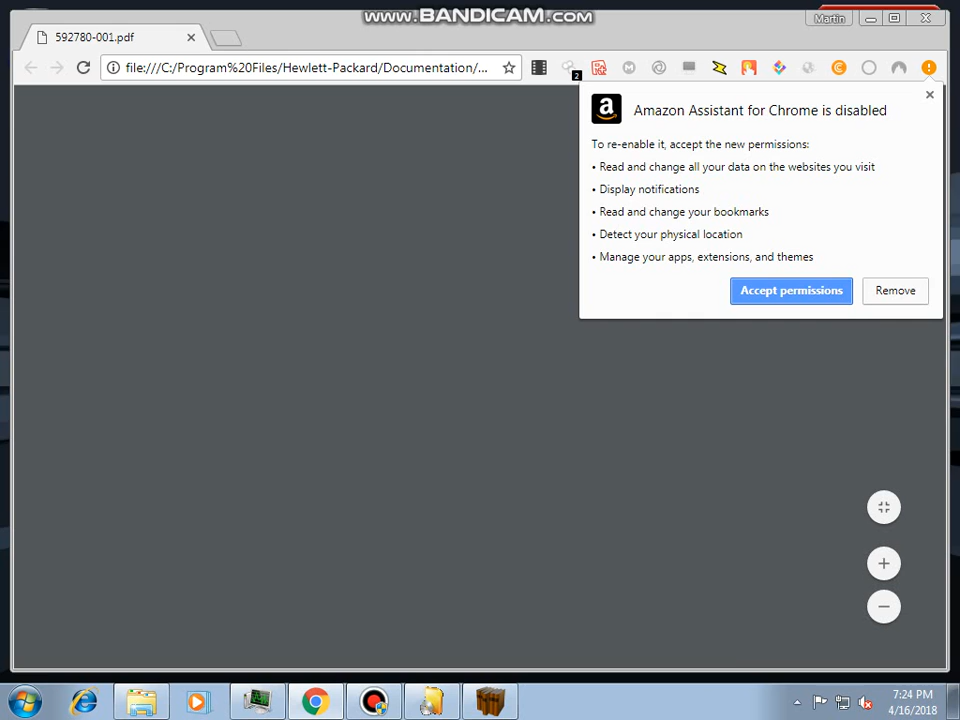 www.BANDICAM.com
Martin
592780-001.pdf
file:///C:/Program%20Files/Hewlett-Packard/Documentation/...
2
Amazon Assistant for Chrome is disabled
To re-enable it, accept the new permissions:
• Read and change all your data on the websites you visit
• Display notifications
• Read and change your bookmarks
• Detect your physical location
• Manage your apps, extensions, and themes
Accept permissions
Remove
7:24 PM
4/16/2018